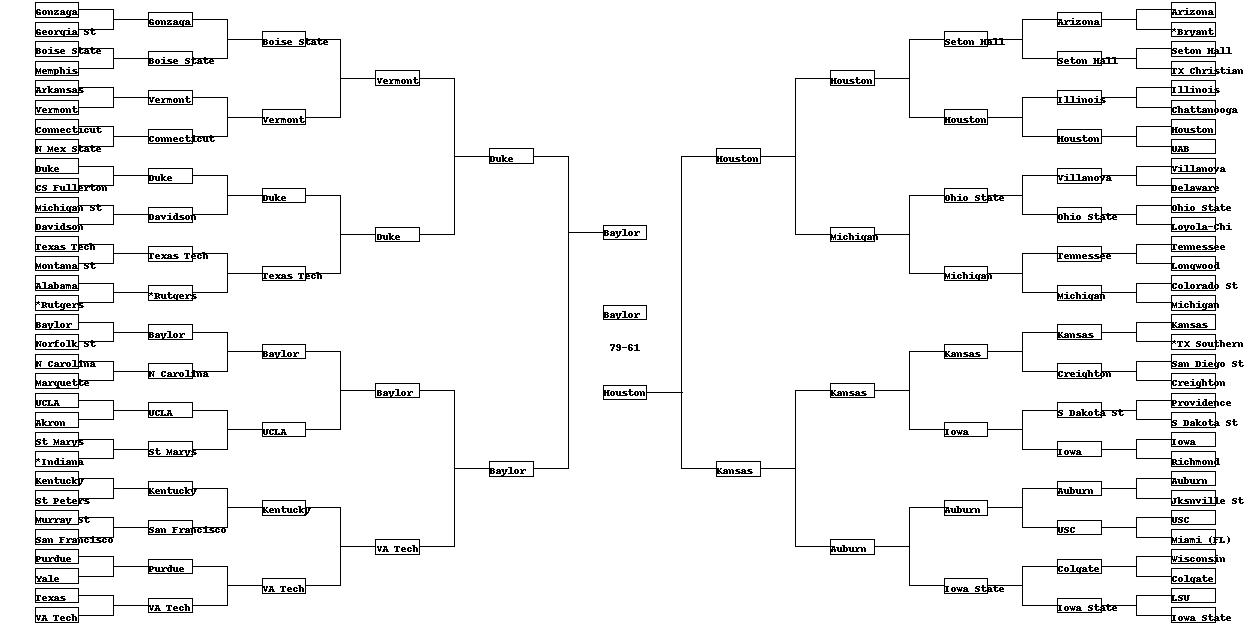 Gonzaga
Georgia St
Boise State
Memphis
Arkansas
Vermont
Connecticut
N Mex State
Duke
CS Fullerton
Michigan St
Davidson
Texas Tech
Montana St
Alabama
*Rutgers
Baylor
Norfolk St
N Carolina
Marquette
UCLA
Akron
St Marys
*Indiana
Kentucky
St Peters
Murray St
San Francisco
Purdue
Yale
Texas
VA Tech
Gonzaga
Boise State
Vermont
Connecticut
Duke
Davidson
Texas Tech
*Rutgers
Baylor
N Carolina
UCLA
St Marys
Kentucky
San Francisco
Purdue
VA Tech
Boise State
Vermont
Duke
Texas Tech
Baylor
UCLA
Kentucky
VA Tech
Vermont
Duke
Baylor
VA Tech
Duke
Baylor
Baylor
Baylor
79-61
Houston
Houston
Kansas
Houston
Michigan
Kansas
Auburn
Seton Hall
Houston
Ohio State
Michigan
Kansas
Iowa
Auburn
Iowa State
Arizona
Seton Hall
Illinois
Houston
Villanova
Ohio State
Tennessee
Michigan
Kansas
Creighton
S Dakota St
Iowa
Auburn
USC
Colgate
Iowa State
Arizona
*Bryant
Seton Hall
TX Christian
Illinois
Chattanooga
Houston
UAB
Villanova
Delaware
Ohio State
Loyola-Chi
Tennessee
Longwood
Colorado St
Michigan
Kansas
*TX Southern
San Diego St
Creighton
Providence
S Dakota St
Iowa
Richmond
Auburn
Jksnville St
USC
Miami (FL)
Wisconsin
Colgate
LSU
Iowa State